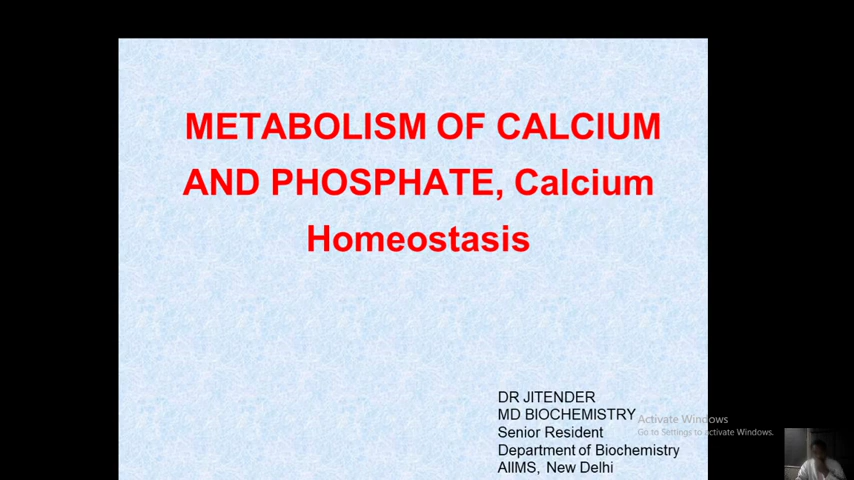 METABOLISM OF CALCIUM
AND PHOSPHATE, Calcium
Homeostasis
DR JITENDER
MD BIOCHEMISTRY
Senior Resident
Department of Biochemistry
AIIMS, New Delhi
Activate Windows
Go to Settings to activate Windows.